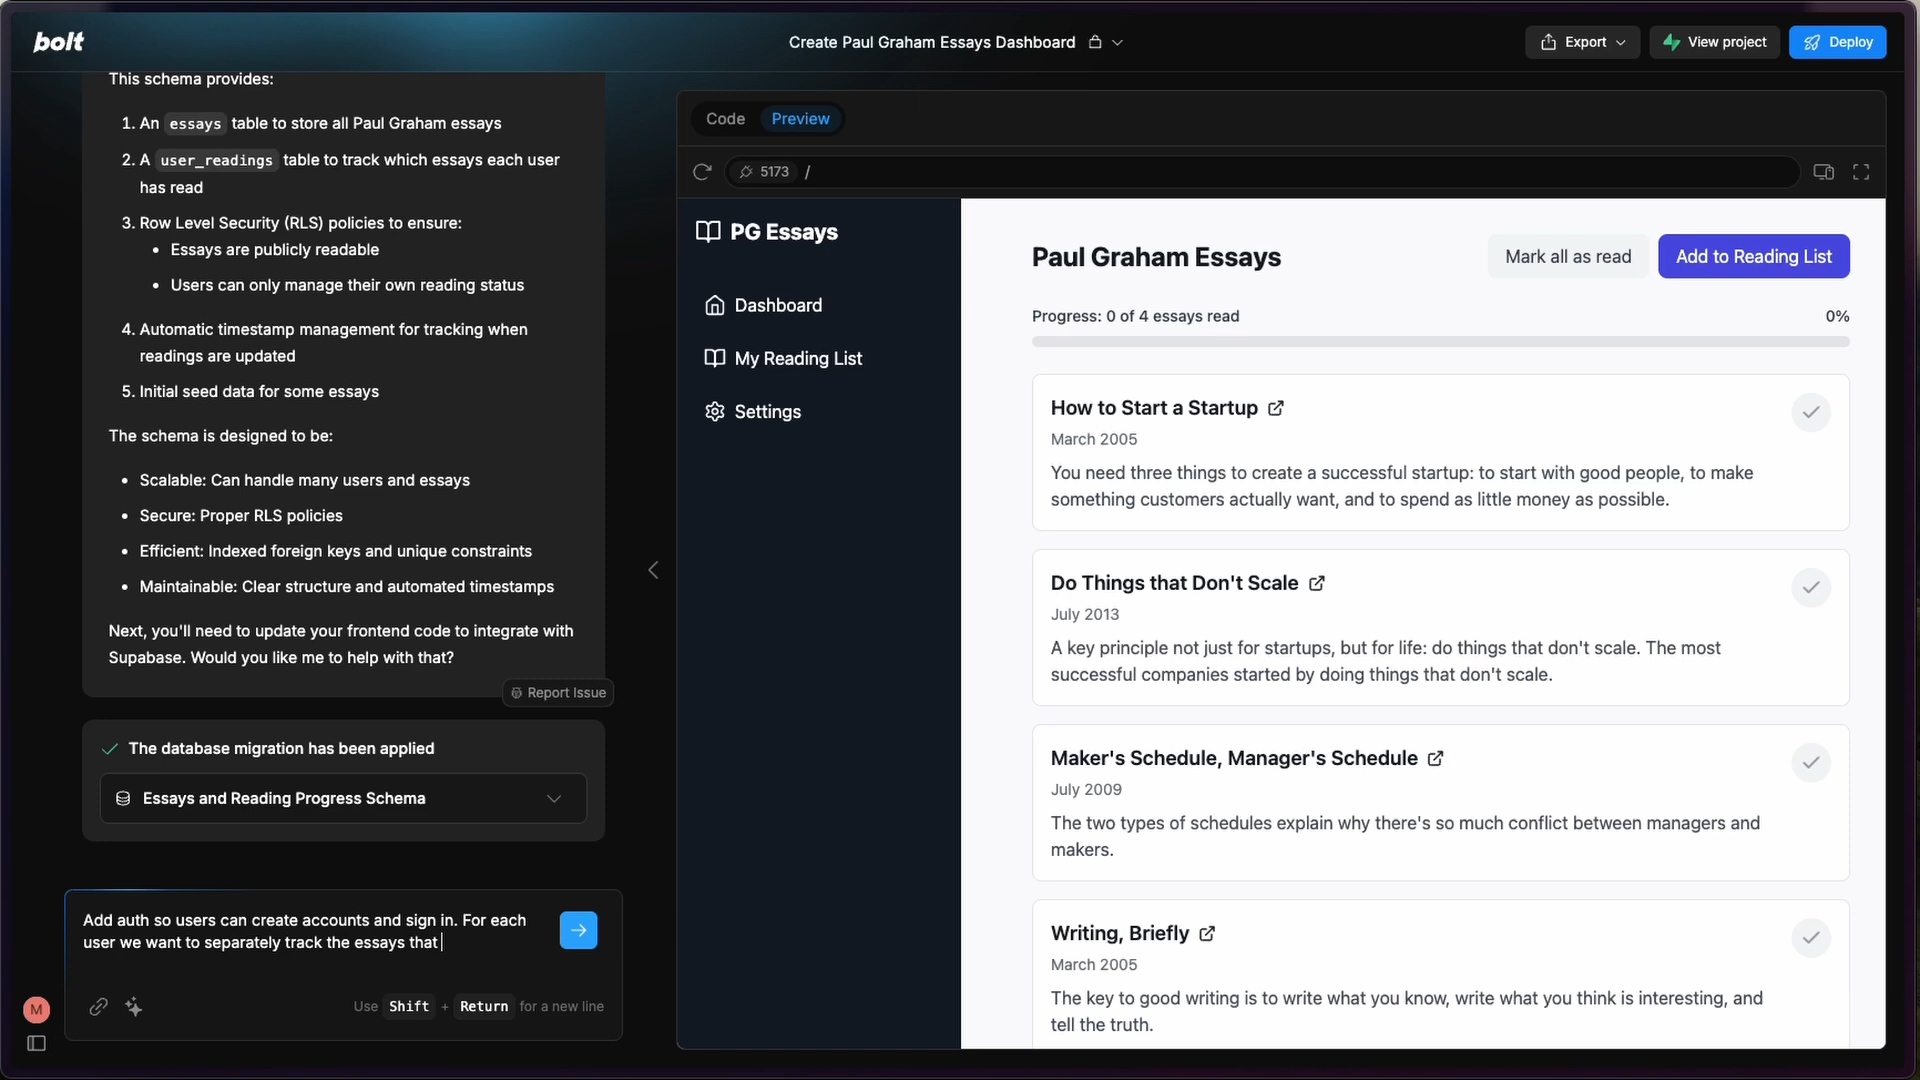 bolt
Create Paul Graham Essays Dashboard
Export
View project
Deploy
This schema provides:
1. An essays table to store all Paul Graham essays
2. A user_readings table to track which essays each user
has read
3. Row Level Security (RLS) policies to ensure:
• Essays are publicly readable
• Users can only manage their own reading status
4. Automatic timestamp management for tracking when
readings are updated
5. Initial seed data for some essays
The schema is designed to be:
• Scalable: Can handle many users and essays
• Secure: Proper RLS policies
• Efficient: Indexed foreign keys and unique constraints
• Maintainable: Clear structure and automated timestamps
Next, you'll need to update your frontend code to integrate with
Supabase. Would you like me to help with that?
Report Issue
The database migration has been applied
Essays and Reading Progress Schema
Add auth so users can create accounts and sign in. For each
user we want to separately track the essays that
Use Shift + Return for a new line
M
Code
Preview
5173 /
PG Essays
Dashboard
My Reading List
Settings
Paul Graham Essays
Mark all as read
Add to Reading List
Progress: 0 of 4 essays read
0%
How to Start a Startup
March 2005
You need three things to create a successful startup: to start with good people, to make
something customers actually want, and to spend as little money as possible.
Do Things that Don't Scale
July 2013
A key principle not just for startups, but for life: do things that don't scale. The most
successful companies started by doing things that don't scale.
Maker's Schedule, Manager's Schedule
July 2009
The two types of schedules explain why there's so much conflict between managers and
makers.
Writing, Briefly
March 2005
The key to good writing is to write what you know, write what you think is interesting, and
tell the truth.